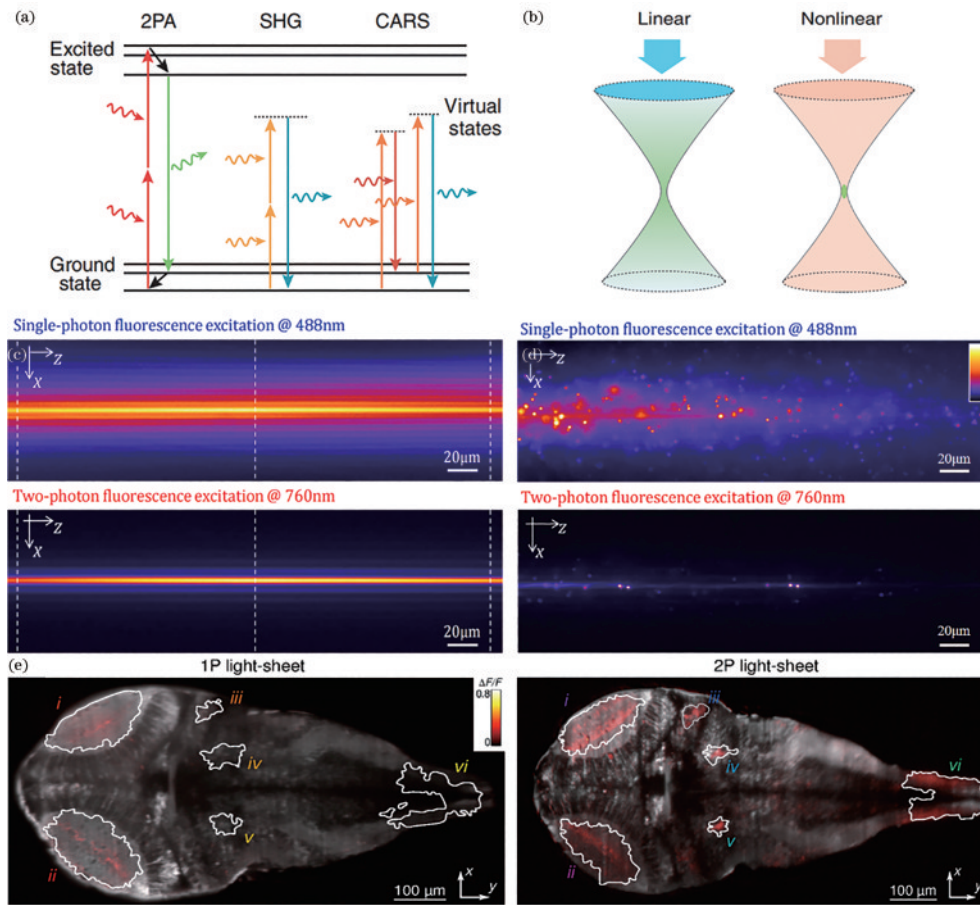 (a)
2PA SHG CARS
Excited
state
Virtual
states
Ground
state
(b)
Linear Nonlinear
Single-photon fluorescence excitation @ 488nm
(c)
Z
X
20μm
Two-photon fluorescence excitation @ 760nm
Z
X
20μm
Single-photon fluorescence excitation @ 488nm
(d)
Z
X
20μm
Two-photon fluorescence excitation @ 760nm
Z
X
20μm
(e)
1P light-sheet
ΔF/F
0.8
0
i
ii
iii
iv
v
vi
100 μm
x
y
2P light-sheet
i
ii
iii
iv
v
vi
100 μm
x
y